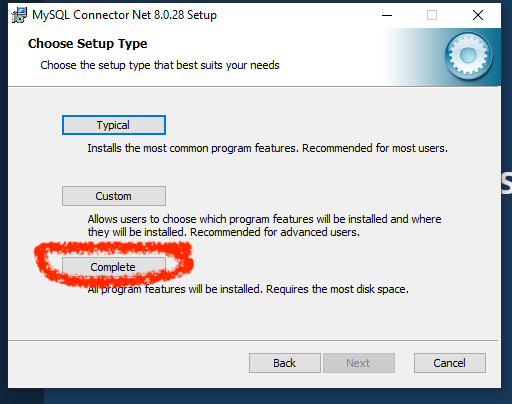 MySQL Connector Net 8.0.28 Setup
Choose Setup Type
Choose the setup type that best suits your needs
Typical
Installs the most common program features. Recommended for most users.
Custom
Allows users to choose which program features will be installed and where
they will be installed. Recommended for advanced users.
Complete
All program features will be installed. Requires the most disk space.
Back
Next
Cancel